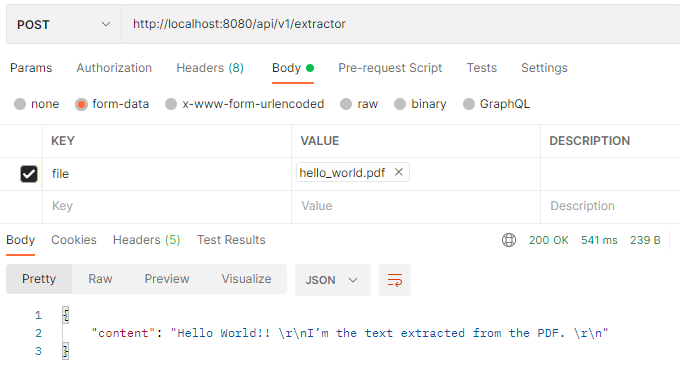 POST http://localhost:8080/api/v1/extractor
Params Authorization Headers (8) Body Pre-request Script Tests Settings
none form-data x-www-form-urlencoded raw binary GraphQL
KEY VALUE DESCRIPTION
file hello_world.pdf
Key Value Description
Body Cookies Headers (5) Test Results 200 OK 541 ms 239 B
Pretty Raw Preview Visualize JSON
1 {
2 "content": "Hello World!! \r\nI’m the text extracted from the PDF. \r\n"
3 }